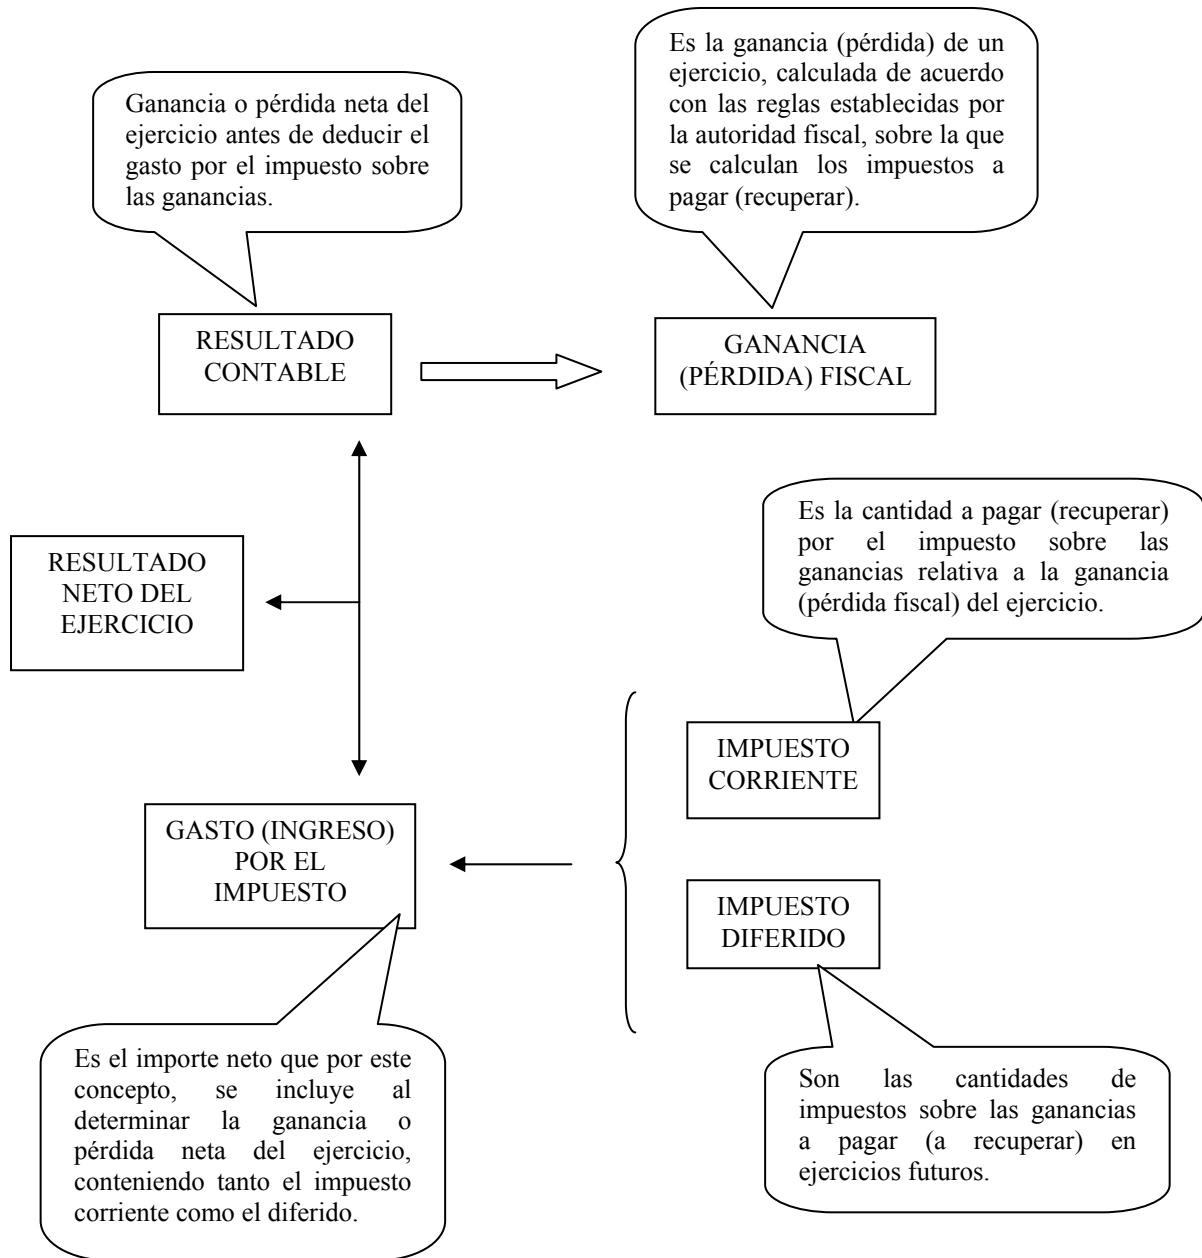 Ganancia o pérdida neta del
ejercicio antes de deducir el
gasto por el impuesto sobre
las ganancias.
Es la ganancia (pérdida) de un
ejercicio, calculada de acuerdo
con las reglas establecidas por
la autoridad fiscal, sobre la que
se calculan los impuestos a
pagar (recuperar).
RESULTADO
CONTABLE
GANANCIA
(PÉRDIDA) FISCAL
Es la cantidad a pagar (recuperar)
por el impuesto sobre las
ganancias relativa a la ganancia
(pérdida fiscal) del ejercicio.
RESULTADO
NETO DEL
EJERCICIO
IMPUESTO
CORRIENTE
GASTO (INGRESO)
POR EL
IMPUESTO
IMPUESTO
DIFERIDO
Es el importe neto que por este
concepto, se incluye al
determinar la ganancia o
pérdida neta del ejercicio,
conteniendo tanto el impuesto
corriente como el diferido.
Son las cantidades de
impuestos sobre las ganancias
a pagar (a recuperar) en
ejercicios futuros.